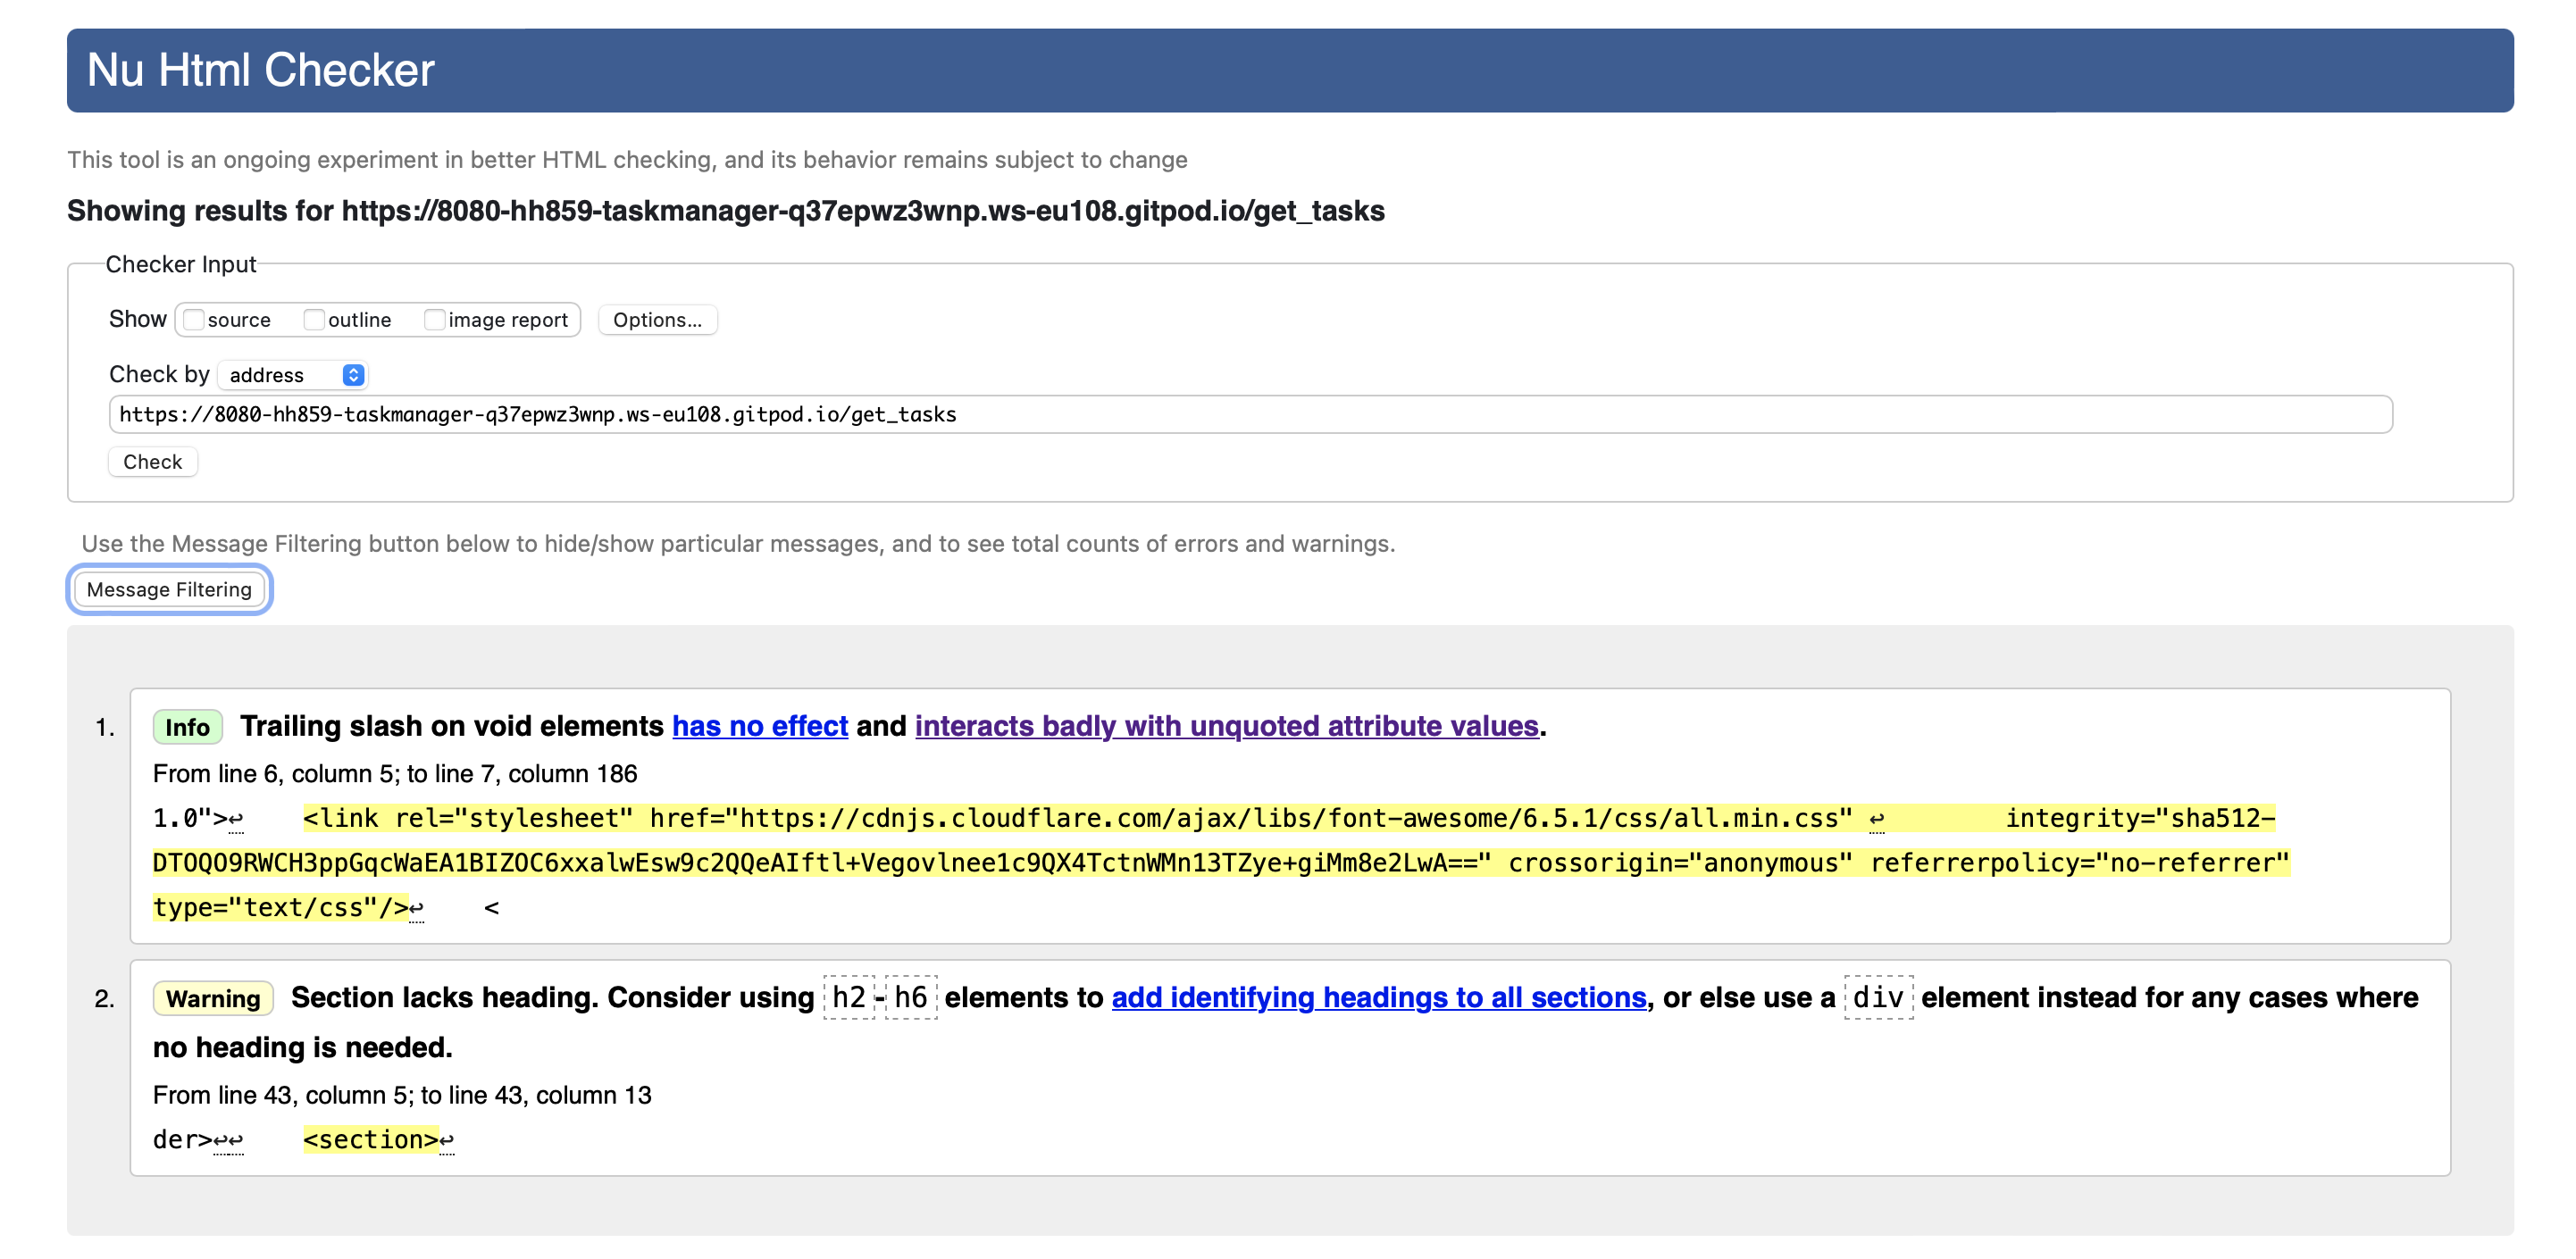 Nu Html Checker
This tool is an ongoing experiment in better HTML checking, and its behavior remains subject to change
Showing results for https://8080-hh859-taskmanager-q37epwz3wnp.ws-eu108.gitpod.io/get_tasks
Checker Input
Show source outline image report Options...
Check by address
https://8080-hh859-taskmanager-q37epwz3wnp.ws-eu108.gitpod.io/get_tasks
Check
Use the Message Filtering button below to hide/show particular messages, and to see total counts of errors and warnings.
Message Filtering
1. Info Trailing slash on void elements has no effect and interacts badly with unquoted attribute values.
From line 6, column 5; to line 7, column 186
1.0">↩ <link rel="stylesheet" href="https://cdnjs.cloudflare.com/ajax/libs/font-awesome/6.5.1/css/all.min.css" ↩ integrity="sha512-
DTOQO9RWCH3ppGqcWaEA1BIZOC6xxalwEsw9c2QQeAIftl+Vegovlnee1c9QX4TctnWMn13TZye+giMm8e2LwA==" crossorigin="anonymous" referrerpolicy="no-referrer"
type="text/css"/>↩ <
2. Warning Section lacks heading. Consider using h2-h6 elements to add identifying headings to all sections, or else use a div element instead for any cases where
no heading is needed.
From line 43, column 5; to line 43, column 13
der>↩↩ <section>↩